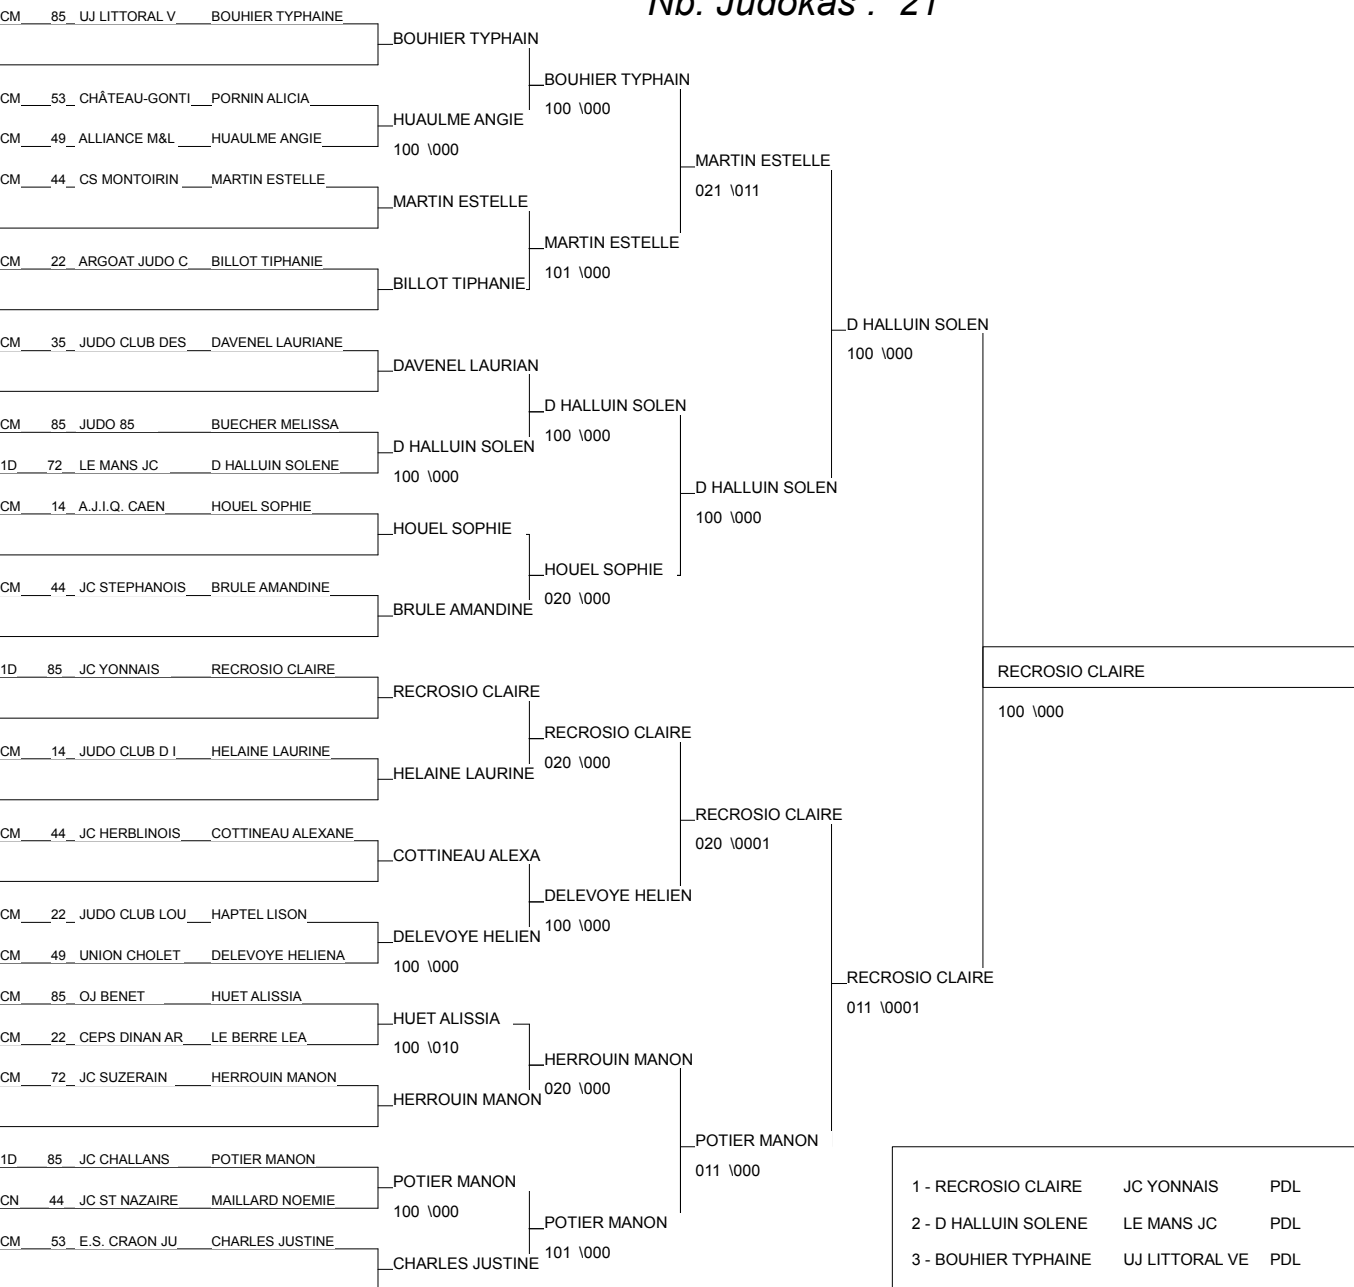 Nb. Judokas : 21
CM 85 UJ LITTORAL V BOUHIER TYPHAINE
BOUHIER TYPHAIN
BOUHIER TYPHAIN
100 \000
CM 53 CHÂTEAU-GONTI PORNIN ALICIA
HUAULME ANGIE
100 \000
CM 49 ALLIANCE M&L HUAULME ANGIE
MARTIN ESTELLE
021 \011
CM 44 CS MONTOIRIN MARTIN ESTELLE
MARTIN ESTELLE
MARTIN ESTELLE
101 \000
CM 22 ARGOAT JUDO C BILLOT TIPHANIE
BILLOT TIPHANIE
D HALLUIN SOLEN
100 \000
CM 35 JUDO CLUB DES DAVENEL LAURIANE
DAVENEL LAURIAN
D HALLUIN SOLEN
100 \000
CM 85 JUDO 85 BUECHER MELISSA
D HALLUIN SOLEN
100 \000
1D 72 LE MANS JC D HALLUIN SOLENE
D HALLUIN SOLEN
100 \000
CM 14 A.J.I.Q. CAEN HOUEL SOPHIE
HOUEL SOPHIE
HOUEL SOPHIE
020 \000
CM 44 JC STEPHANOIS BRULE AMANDINE
BRULE AMANDINE
1D 85 JC YONNAIS RECROSIO CLAIRE
RECROSIO CLAIRE
100 \000
RECROSIO CLAIRE
RECROSIO CLAIRE
020 \000
CM 14 JUDO CLUB D I HELAINE LAURINE
HELAINE LAURINE
RECROSIO CLAIRE
020 \0001
CM 44 JC HERBLINOIS COTTINEAU ALEXANE
COTTINEAU ALEXA
DELEVOYE HELIEN
100 \000
CM 22 JUDO CLUB LOU HAPTEL LISON
DELEVOYE HELIEN
100 \000
CM 49 UNION CHOLET DELEVOYE HELIENA
RECROSIO CLAIRE
011 \0001
CM 85 OJ BENET HUET ALISSIA
HUET ALISSIA
100 \010
CM 22 CEPS DINAN AR LE BERRE LEA
HERROUIN MANON
020 \000
CM 72 JC SUZERAIN HERROUIN MANON
HERROUIN MANON
POTIER MANON
011 \000
1D 85 JC CHALLANS POTIER MANON
POTIER MANON
100 \000
CN 44 JC ST NAZAIRE MAILLARD NOEMIE
POTIER MANON
101 \000
CM 53 E.S. CRAON JU CHARLES JUSTINE
CHARLES JUSTINE
1 - RECROSIO CLAIRE JC YONNAIS PDL
2 - D HALLUIN SOLENE LE MANS JC PDL
3 - BOUHIER TYPHAINE UJ LITTORAL VE PDL